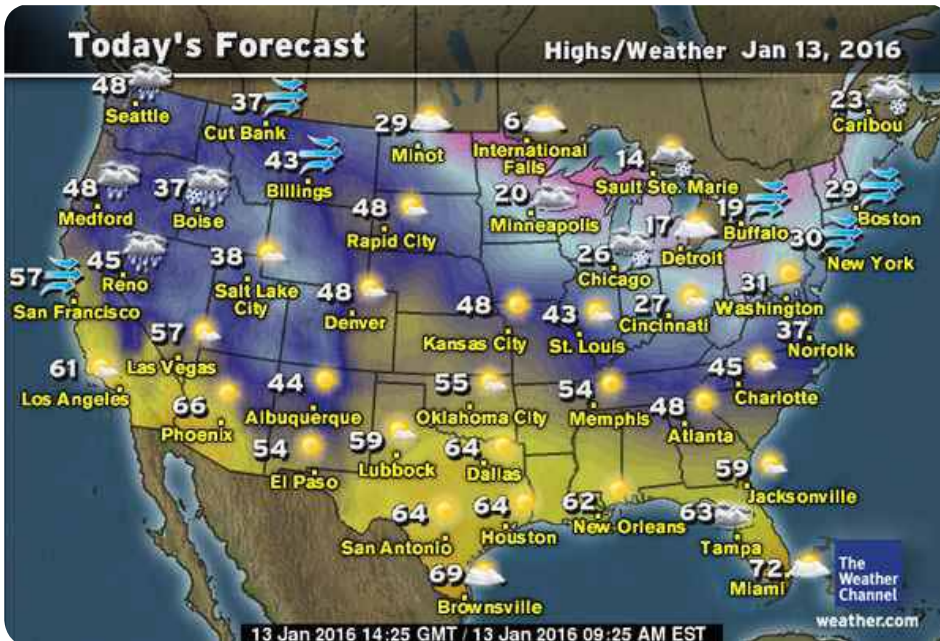 Today's Forecast
Highs/Weather Jan 13, 2016
48
Seattle
37
Cut Bank
29
Minot
6
International
Falls
14
Sault Ste. Marie
23
Caribou
43
Billings
48
Medford
37
Boise
48
Rapid City
20
Minneapolis
17
Detroit
19
Buffalo
29
Boston
30
New York
57
San Francisco
45
Reno
38
Salt Lake
City
48
Denver
48
Kansas City
26
Chicago
43
St. Louis
27
Cincinnati
31
Washington
37
Norfolk
57
Las Vegas
61
Los Angeles
66
Phoenix
44
Albuquerque
55
Oklahoma City
54
Memphis
48
Atlanta
45
Charlotte
54
El Paso
59
Lubbock
64
Dallas
59
Jacksonville
64
San Antonio
64
Houston
62
New Orleans
63
Tampa
69
Brownsville
72
Miami
The
Weather
Channel
weather.com
13 Jan 2016 14:25 GMT / 13 Jan 2016 09:25 AM EST